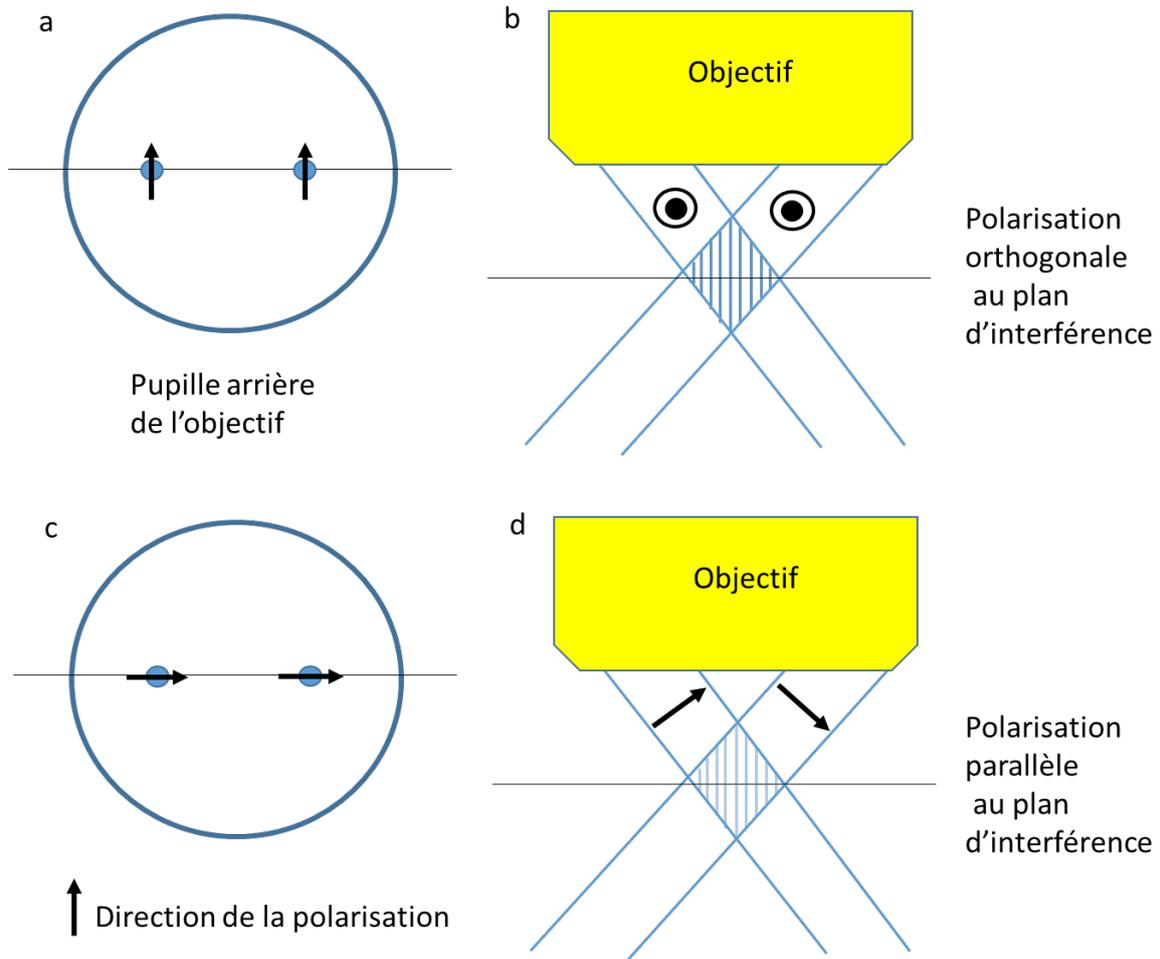 a
Pupille arrière
de l’objectif
b
Objectif
Polarisation
orthogonale
au plan
d’interférence
c
Direction de la polarisation
d
Objectif
Polarisation
parallèle
au plan
d’interférence